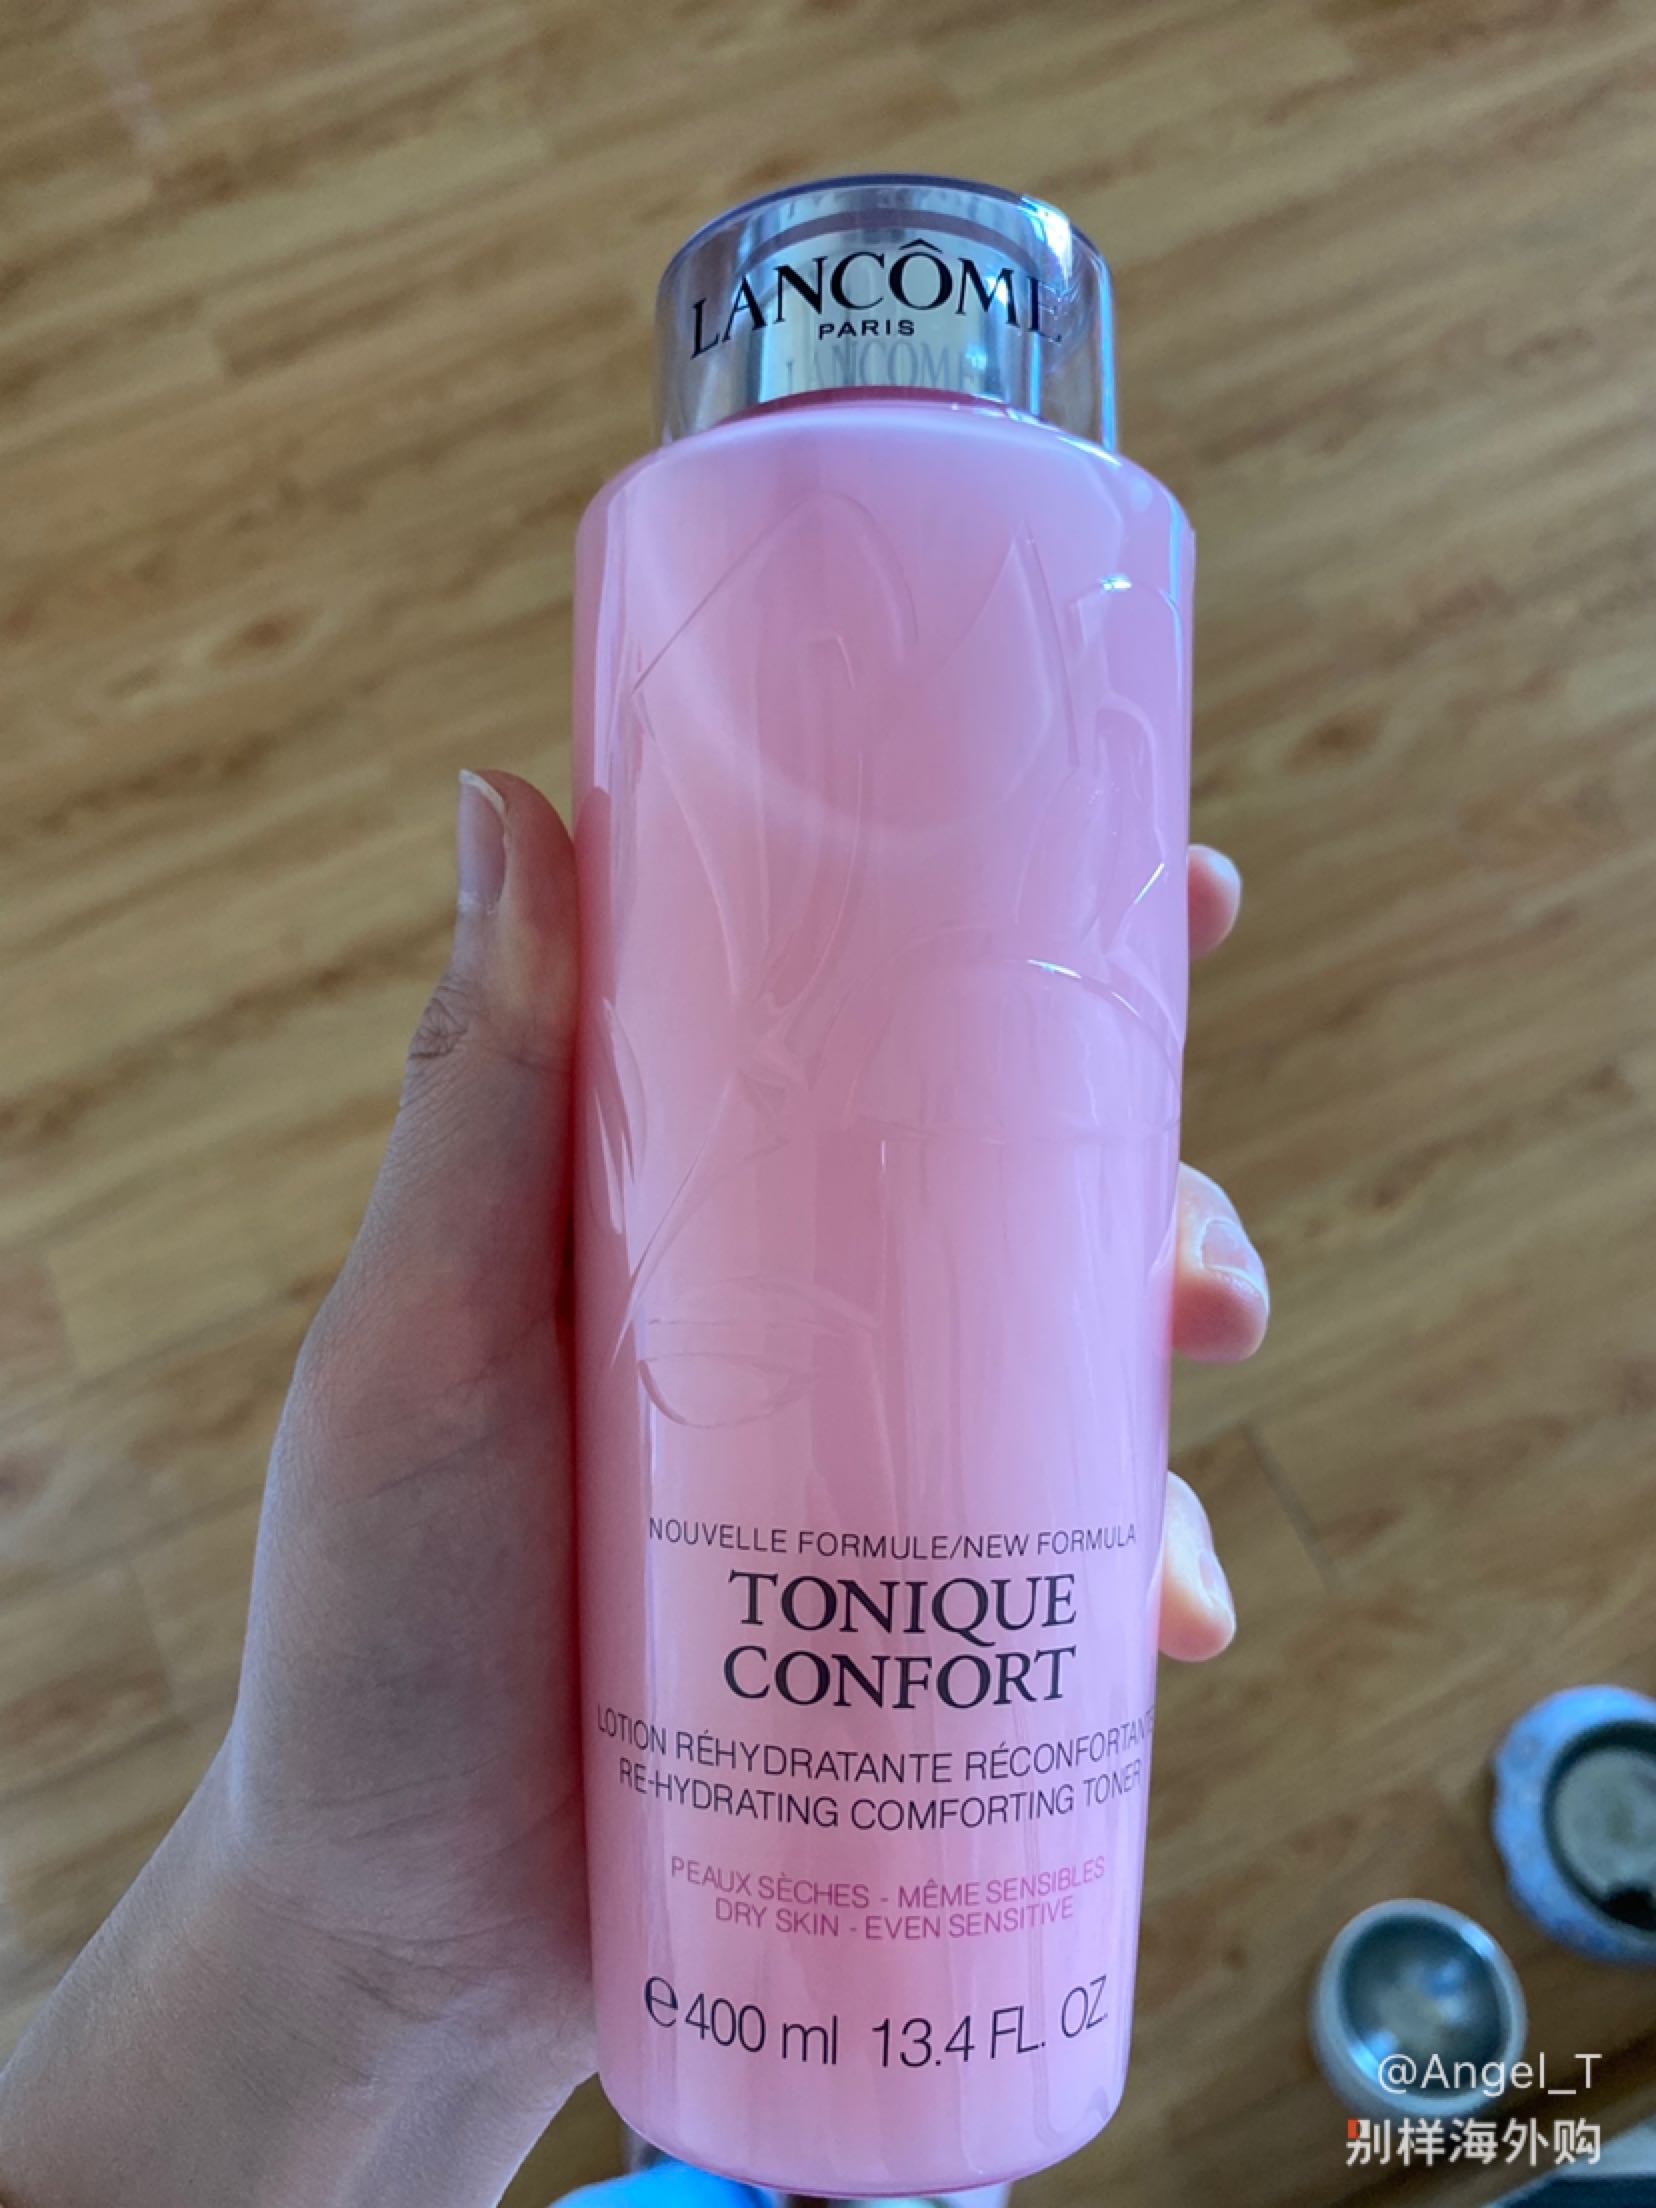 LANCÔME
PARIS
LANCOME
NOUVELLE FORMULE/NEW FORMULA
TONIQUE
CONFORT
LOTION RÉHYDRATANTE RÉCONFORTANTE
RE-HYDRATING COMFORTING TONER
PEAUX SÈCHES - MÊME SENSIBLES
DRY SKIN - EVEN SENSITIVE
℮400 ml 13.4 FL. OZ.
@Angel_T
别样海外购